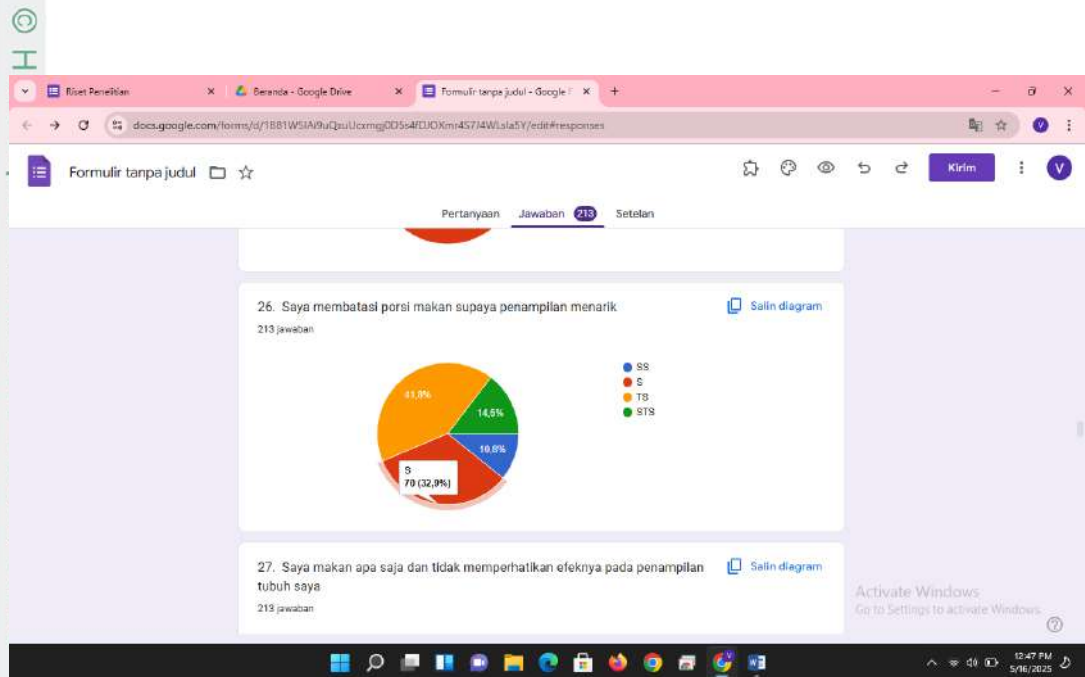 © H
Riset Penelitian
Beranda - Google Drive
Formulir tanpa judul - Google F
Formulir tanpa judul
Kirim
V
Pertanyaan Jawaban 213 Setelan
26. Saya membatasi porsi makan supaya penampilan menarik
Salin diagram
213 jawaban
41,8%
14,6%
10,8%
S
70 (32,9%)
SS
S
TS
STS
27. Saya makan apa saja dan tidak memperhatikan efeknya pada penampilan
tubuh saya
Salin diagram
213 jawaban
Activate Windows
Go to Settings to activate Windows.
12:47 PM
5/16/2025